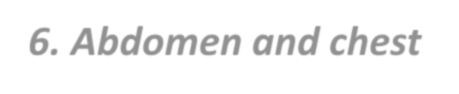 6. Abdomen and chest